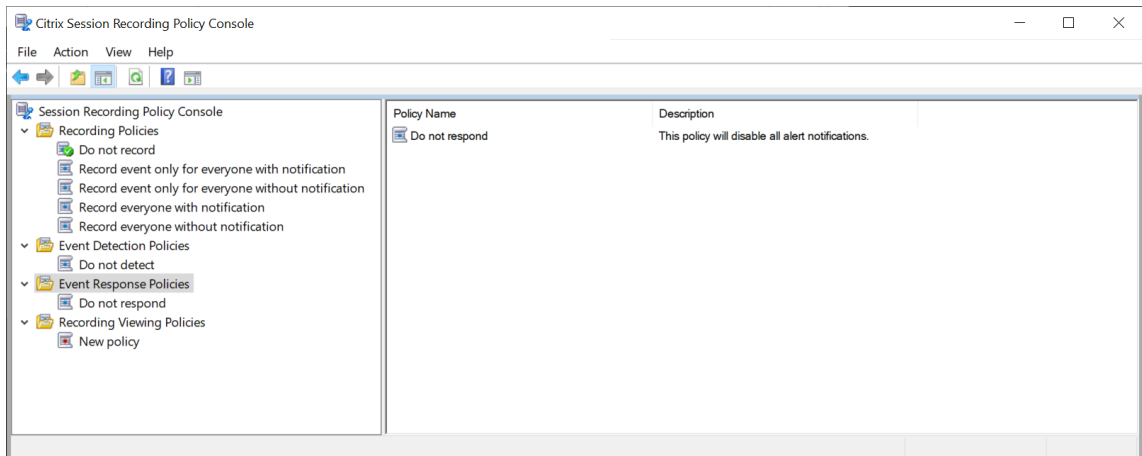 Citrix Session Recording Policy Console
File Action View Help
Session Recording Policy Console
Recording Policies
Do not record
Record event only for everyone with notification
Record event only for everyone without notification
Record everyone with notification
Record everyone without notification
Event Detection Policies
Do not detect
Event Response Policies
Do not respond
Recording Viewing Policies
New policy
Policy Name Description
Do not respond This policy will disable all alert notifications.